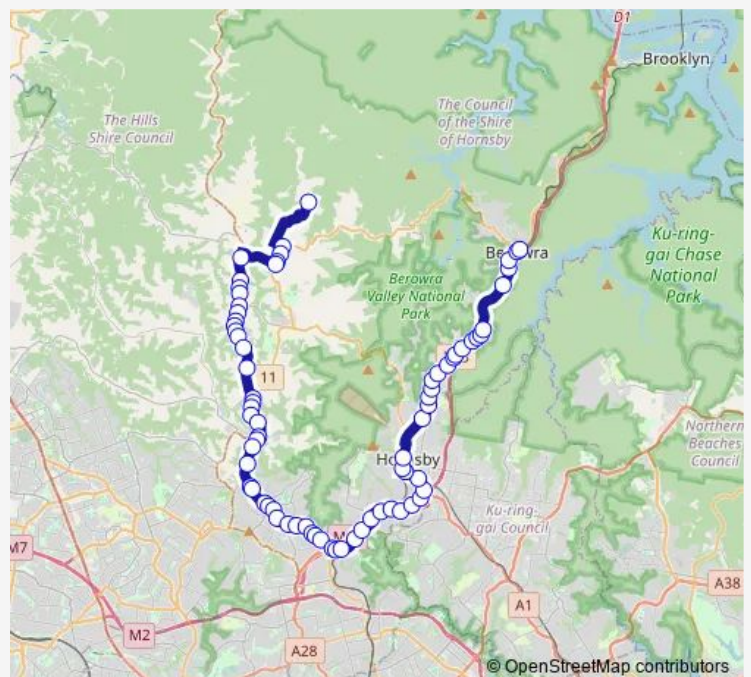 D1
Brooklyn
The Hills
Shire Council
The Council
of the Shire
of Hornsby
Ku-ring-
gai Chase
National
Park
Berowra
Valley National
Park
11
Northern
Beaches
Council
Ku-ring-
gai Council
M7
A38
A1
M2
A28
© OpenStreetMap contributors